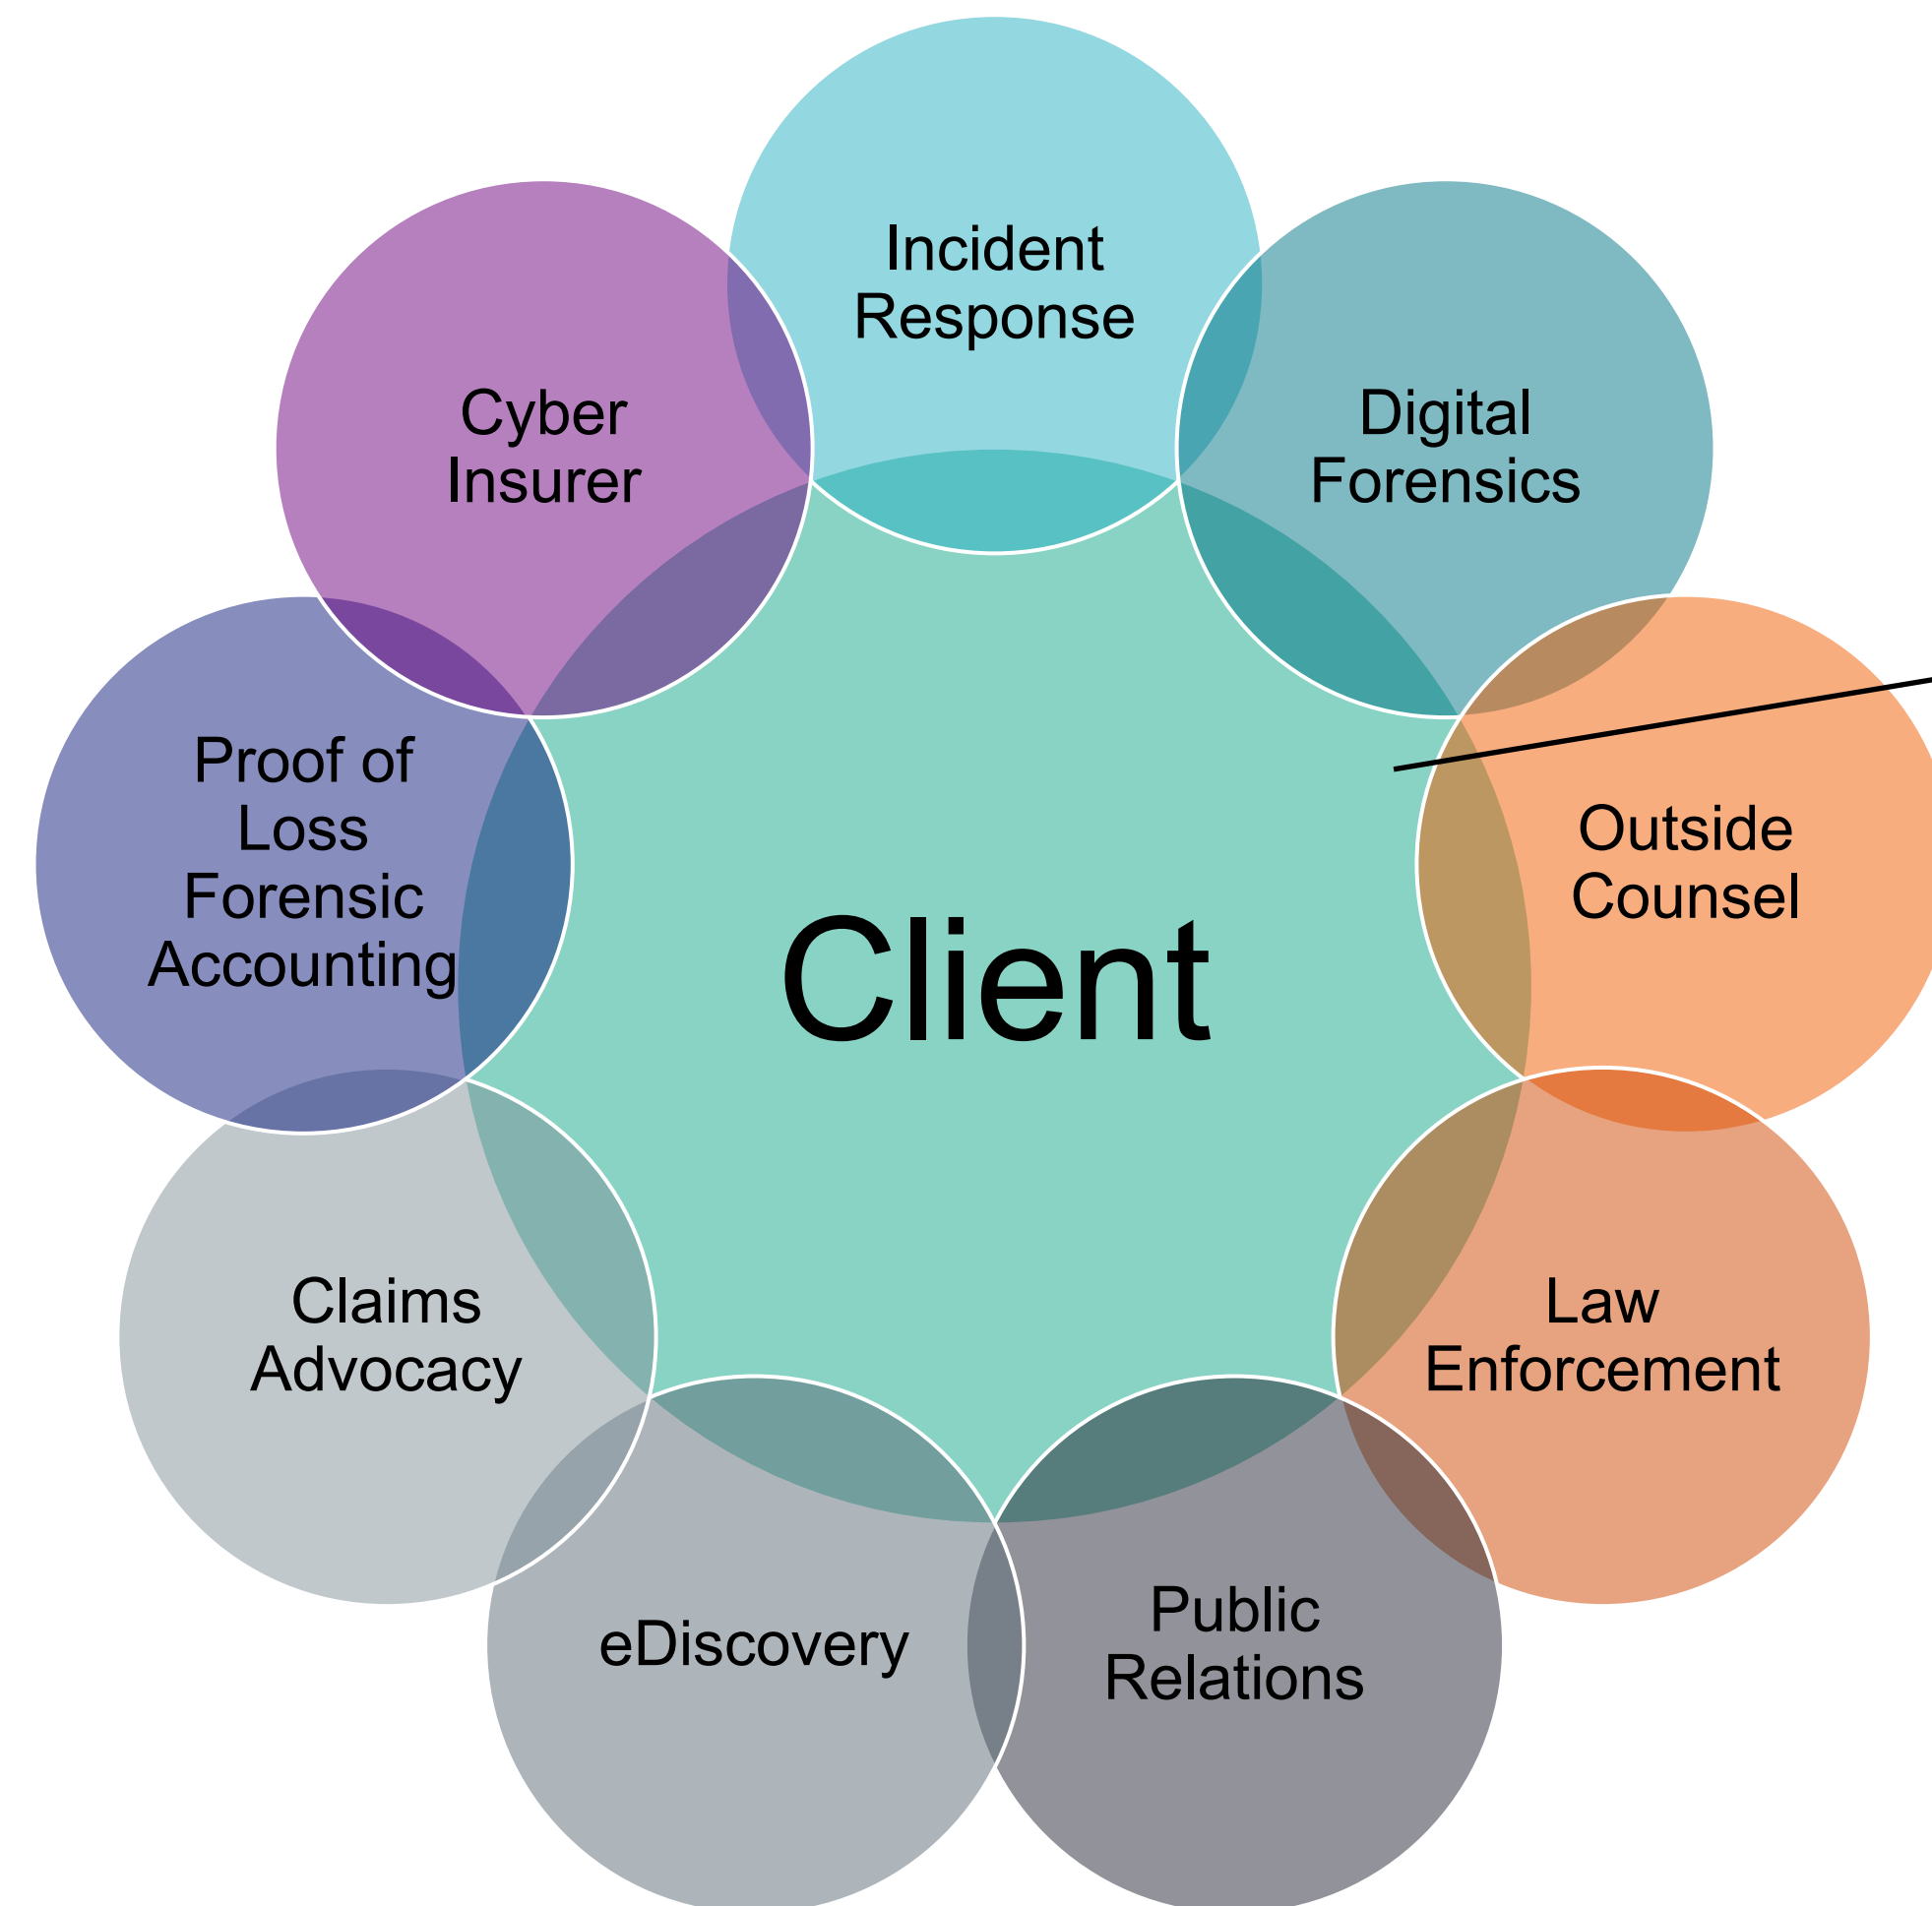 Incident
Response
Digital
Forensics
Outside
Counsel
Law
Enforcement
Public
Relations
eDiscovery
Claims
Advocacy
Proof of
Loss
Forensic
Accounting
Cyber
Insurer
Client